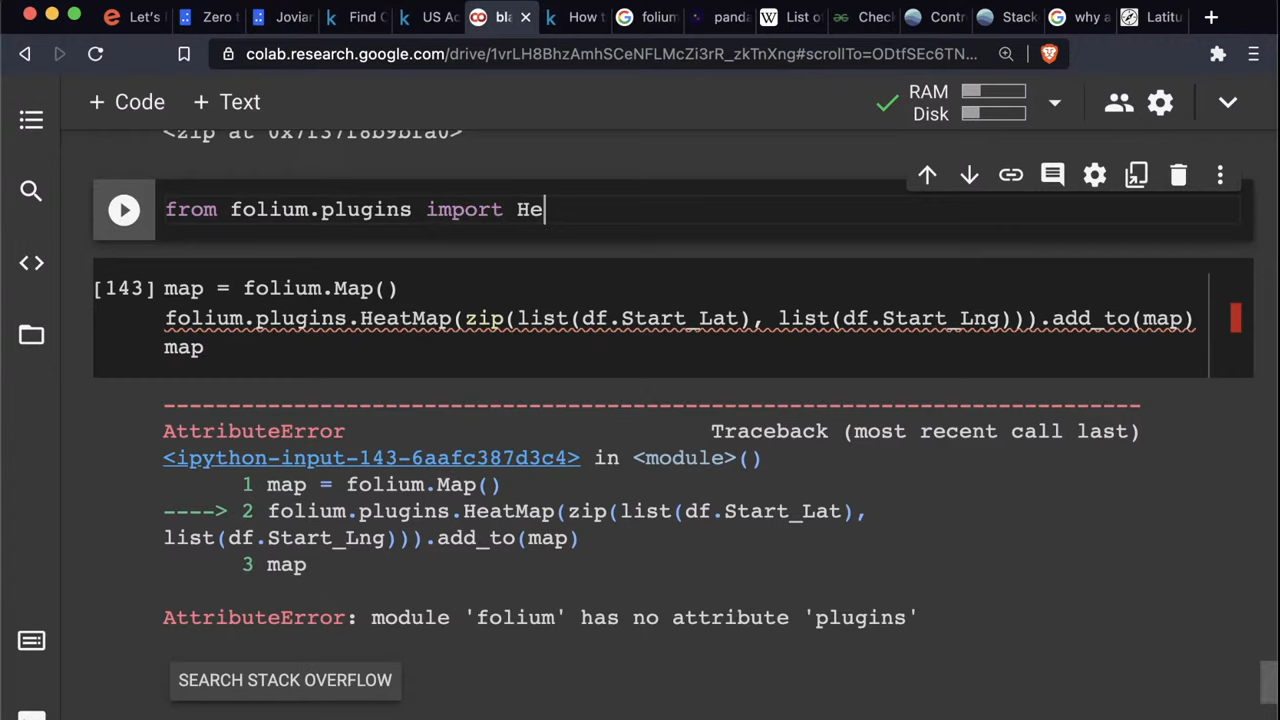 Let's
Zero t
Jovian
Find C
US Ac
bla
How t
folium
panda
List of
Check
Contr
Stack
why a
Latitu
colab.research.google.com/drive/1vrLH8BhzAmhSCeNFLMcZi3rR_zkTnXng#scrollTo=ODtfSEc6TN...
+ Code + Text
RAM
Disk
<zip at 0x7f37f8b9bfa0>
from folium.plugins import He
[143] map = folium.Map()
folium.plugins.HeatMap(zip(list(df.Start_Lat), list(df.Start_Lng))).add_to(map)
map
---------------------------------------------------------------------------
AttributeError Traceback (most recent call last)
<ipython-input-143-6aafc387d3c4> in <module>()
1 map = folium.Map()
----> 2 folium.plugins.HeatMap(zip(list(df.Start_Lat),
list(df.Start_Lng))).add_to(map)
3 map
AttributeError: module 'folium' has no attribute 'plugins'
SEARCH STACK OVERFLOW